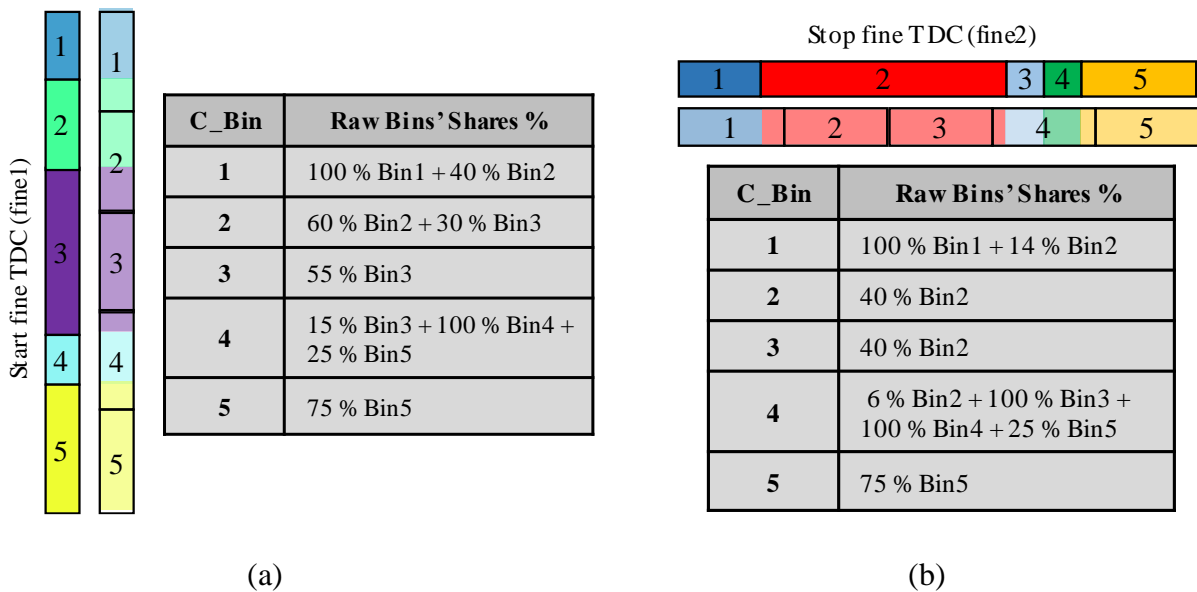 Start fine TDC (fine1)
1
2
3
4
5
1
2
3
4
5
C_Bin Raw Bins' Shares %
1 100 % Bin1 + 40 % Bin2
2 60 % Bin2 + 30 % Bin3
3 55 % Bin3
4 15 % Bin3 + 100 % Bin4 +
25 % Bin5
5 75 % Bin5
(a)
Stop fine TDC (fine2)
1 2 3 4 5
1 2 3 4 5
C_Bin Raw Bins' Shares %
1 100 % Bin1 + 14 % Bin2
2 40 % Bin2
3 40 % Bin2
4 6 % Bin2 + 100 % Bin3 +
100 % Bin4 + 25 % Bin5
5 75 % Bin5
(b)